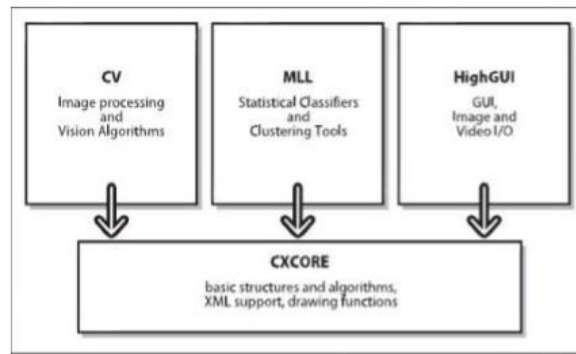 CV
Image processing
and
Vision Algorithms
MLL
Statistical Classifiers
and
Clustering Tools
HighGUI
GUI,
Image and
Video I/O
CXCORE
basic structures and algorithms,
XML support, drawing functions